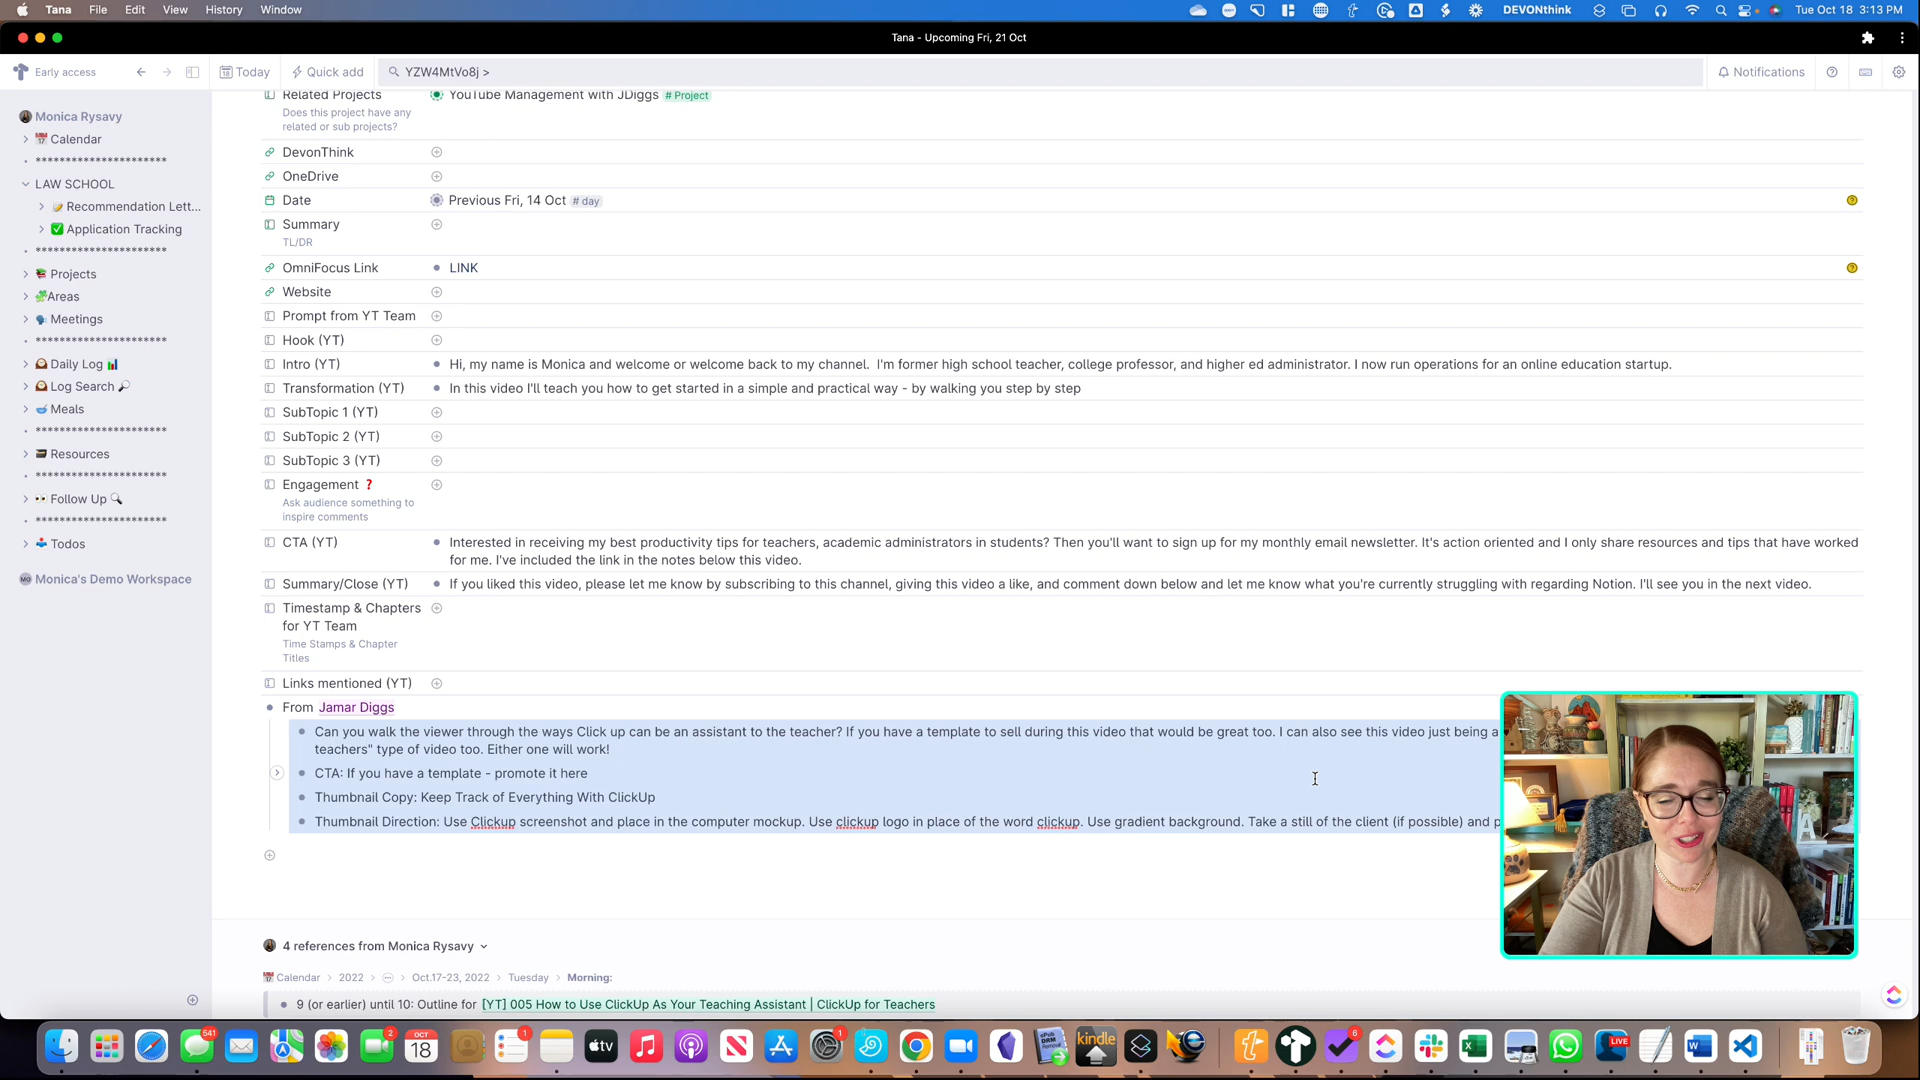 Tana File Edit View History Window
DEVONthink
Tue Oct 18 3:13 PM
Tana - Upcoming Fri, 21 Oct
Early access
Today
Quick add
YZW4MtVo8j >
Notifications
Monica Rysavy
Calendar
**********************
LAW SCHOOL
Recommendation Lett...
Application Tracking
**********************
Projects
Areas
Meetings
**********************
Daily Log
Log Search
Meals
**********************
Resources
**********************
Follow Up
**********************
Todos
MO Monica's Demo Workspace
Related Projects
YouTube Management with JDiggs # Project
Does this project have any
related or sub projects?
DevonThink
OneDrive
Date
Previous Fri, 14 Oct # day
Summary
TL/DR
OmniFocus Link
LINK
Website
Prompt from YT Team
Hook (YT)
Intro (YT)
Hi, my name is Monica and welcome or welcome back to my channel. I'm former high school teacher, college professor, and higher ed administrator. I now run operations for an online education startup.
Transformation (YT)
In this video I'll teach you how to get started in a simple and practical way - by walking you step by step
SubTopic 1 (YT)
SubTopic 2 (YT)
SubTopic 3 (YT)
Engagement ❓
Ask audience something to
inspire comments
CTA (YT)
Interested in receiving my best productivity tips for teachers, academic administrators in students? Then you'll want to sign up for my monthly email newsletter. It's action oriented and I only share resources and tips that have worked
for me. I've included the link in the notes below this video.
Summary/Close (YT)
If you liked this video, please let me know by subscribing to this channel, giving this video a like, and comment down below and let me know what you're currently struggling with regarding Notion. I'll see you in the next video.
Timestamp & Chapters
for YT Team
Time Stamps & Chapter
Titles
Links mentioned (YT)
From Jamar Diggs
Can you walk the viewer through the ways Click up can be an assistant to the teacher? If you have a template to sell during this video that would be great too. I can also see this video just being a
teachers" type of video too. Either one will work!
CTA: If you have a template - promote it here
Thumbnail Copy: Keep Track of Everything With ClickUp
Thumbnail Direction: Use Clickup screenshot and place in the computer mockup. Use clickup logo in place of the word clickup. Use gradient background. Take a still of the client (if possible) and p
4 references from Monica Rysavy
Calendar > 2022 > > Oct.17-23, 2022 > Tuesday > Morning:
9 (or earlier) until 10: Outline for [YT] 005 How to Use ClickUp As Your Teaching Assistant | ClickUp for Teachers
541
2
OCT
18
1
tv
1
kindle
6
LIVE